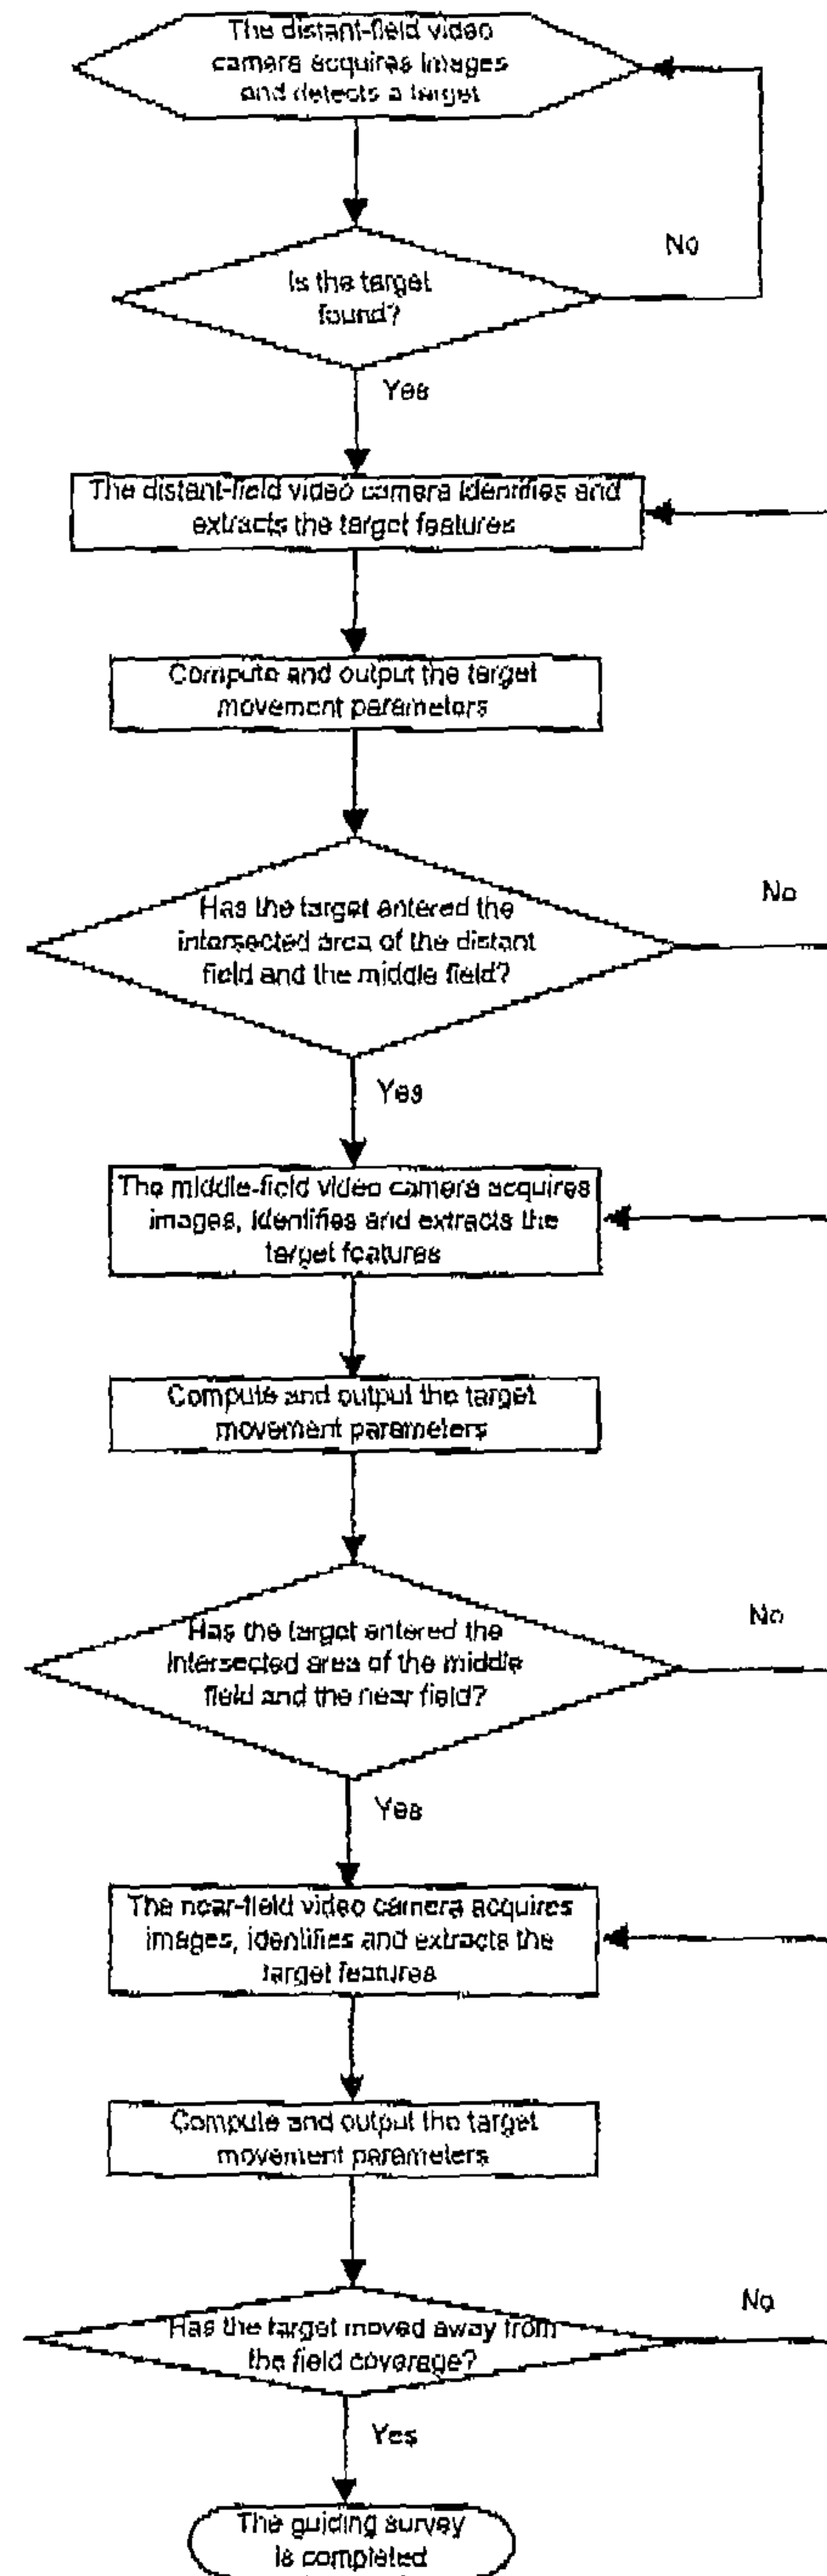 The distant-field video
camera acquires images
and detects a target
No
Is the target
found?
Yes
The distant-field video camera identifies and
extracts the target features
Compute and output the target
movement parameters
No
Has the target entered the
intersected area of the distant
field and the middle field?
Yes
The middle-field video camera acquires
images, identifies and extracts the
target features
Compute and output the target
movement parameters
No
Has the target entered the
intersected area of the middle
field and the near field?
Yes
The near-field video camera acquires
images, identifies and extracts the
target features
Compute and output the target
movement parameters
No
Has the target moved away from
the field coverage?
Yes
The guiding survey
is completed